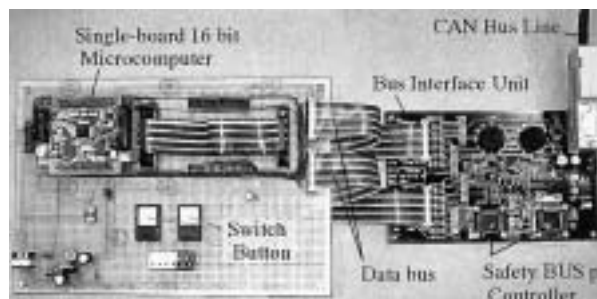 CAN Bus Line
Single-board 16 bit
Microcomputer
Bus Interface Unit
Switch
Button
Data bus
Safety BUS p
Controller